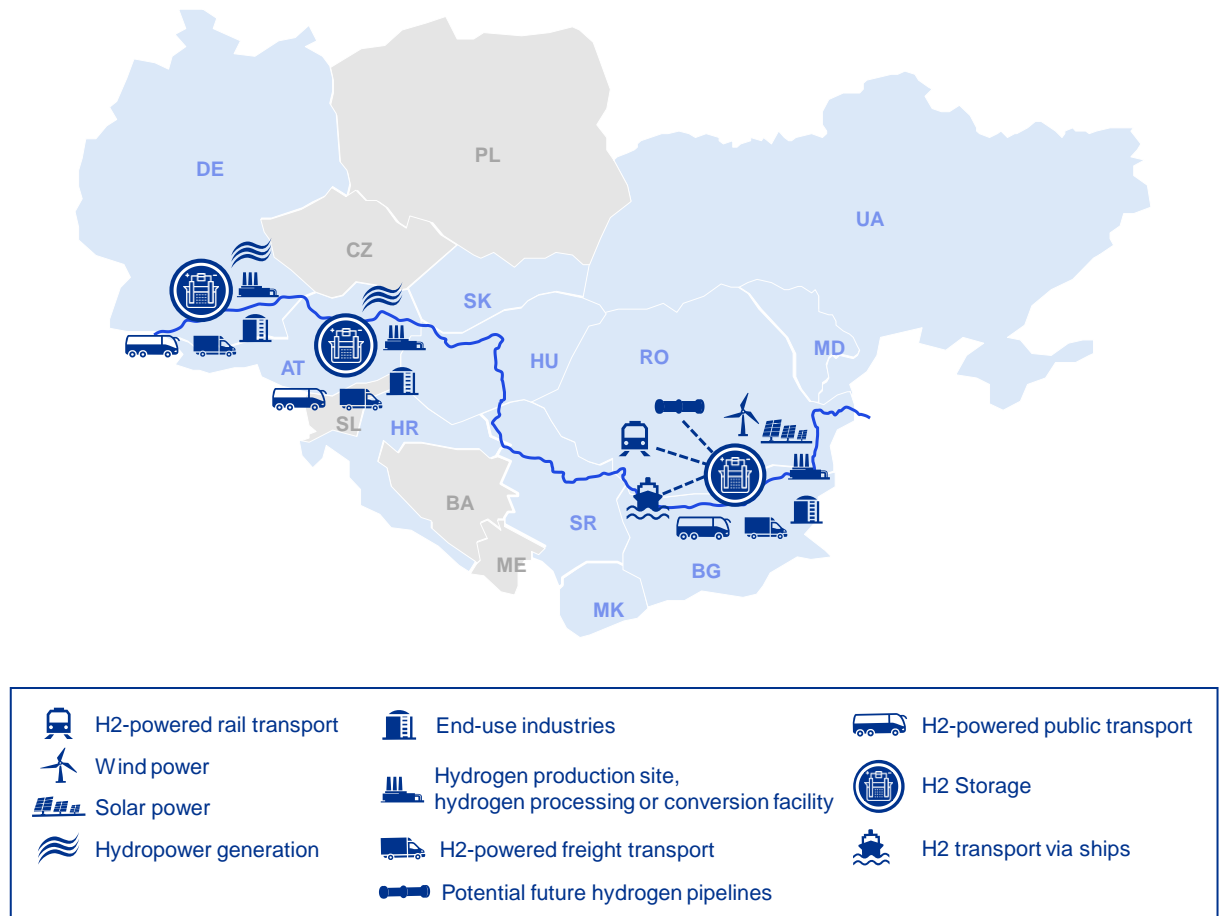 PL
DE
UA
CZ
SK
HU
RO
MD
AT
SL
HR
BA
SR
ME
BG
MK
H2-powered rail transport
Wind power
Solar power
Hydropower generation
End-use industries
Hydrogen production site,
hydrogen processing or conversion facility
H2-powered freight transport
Potential future hydrogen pipelines
H2-powered public transport
H2 Storage
H2 transport via ships